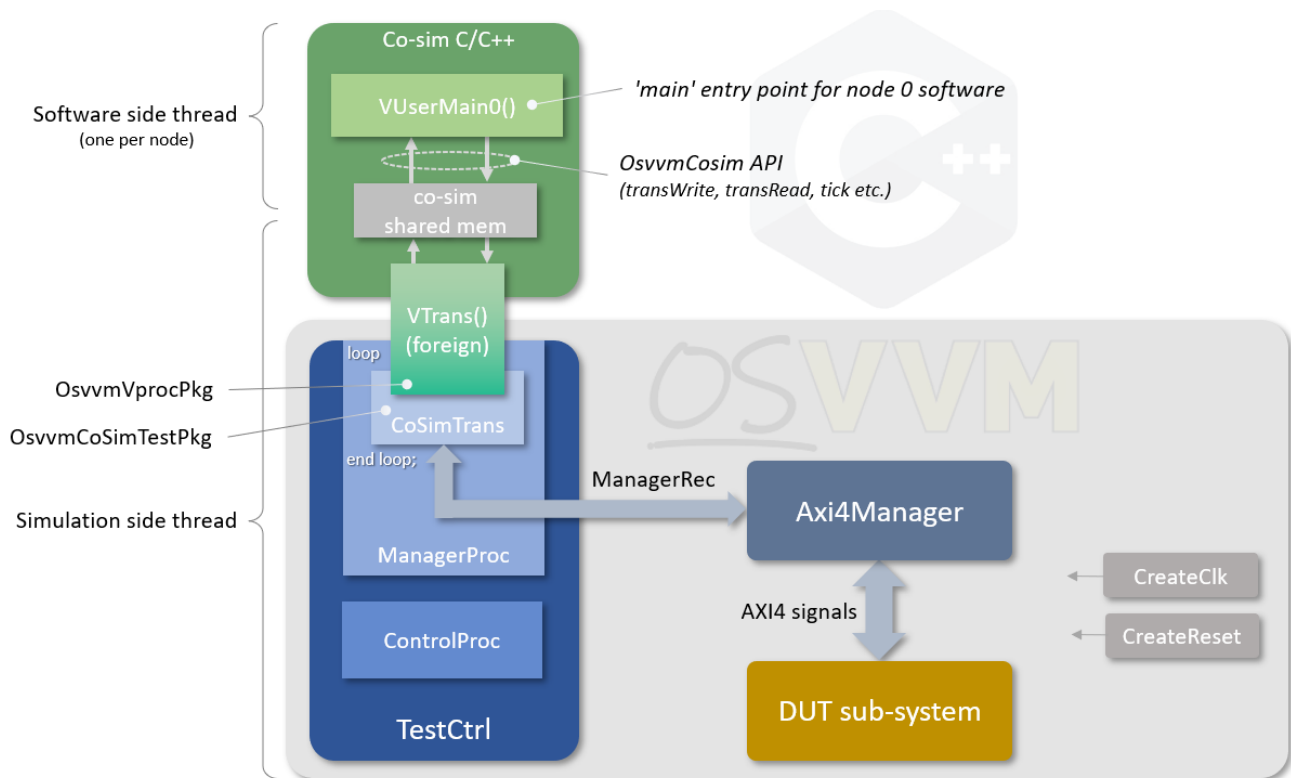 Co-sim C/C++
VUserMain0()
'main' entry point for node 0 software
Software side thread
(one per node)
OsvvmCosim API
(transWrite, transRead, tick etc.)
C++
co-sim
shared mem
VTrans()
(foreign)
loop
OsvvmVprocPkg
OSVVM
OsvvmCoSimTestPkg
CoSimTrans
end loop;
ManagerRec
Simulation side thread
Axi4Manager
ManagerProc
CreateClk
AXI4 signals
CreateReset
ControlProc
DUT sub-system
TestCtrl